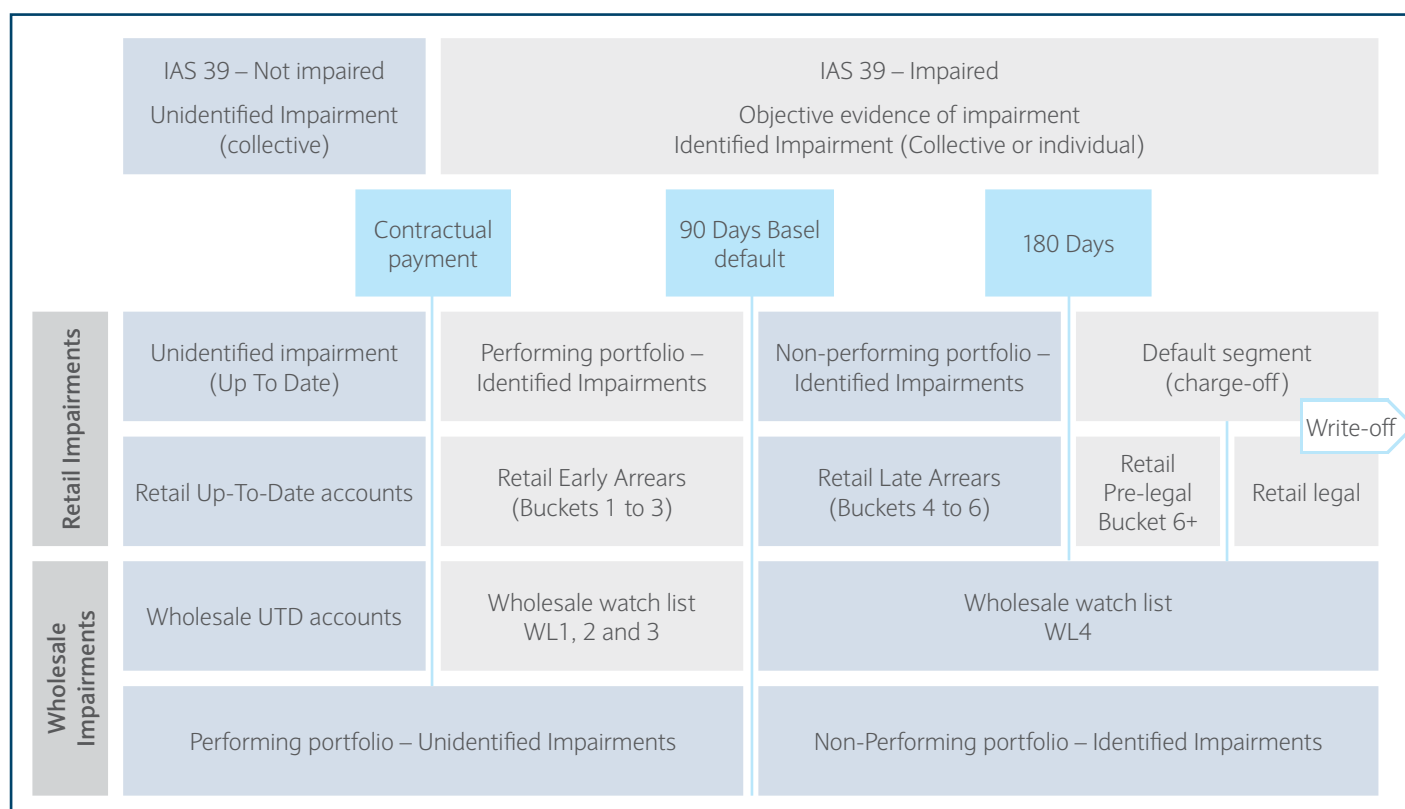 IAS 39 – Not impaired
Unidentified Impairment
(collective)
IAS 39 – Impaired
Objective evidence of impairment
Identified Impairment (Collective or individual)
Contractual
payment
90 Days Basel
default
180 Days
Retail Impairments
Unidentified impairment
(Up To Date)
Performing portfolio –
Identified Impairments
Non-performing portfolio –
Identified Impairments
Default segment
(charge-off)
Write-off
Retail Up-To-Date accounts
Retail Early Arrears
(Buckets 1 to 3)
Retail Late Arrears
(Buckets 4 to 6)
Retail
Pre-legal
Bucket 6+
Retail legal
Wholesale
Impairments
Wholesale UTD accounts
Wholesale watch list
WL1, 2 and 3
Wholesale watch list
WL4
Performing portfolio – Unidentified Impairments
Non-Performing portfolio – Identified Impairments